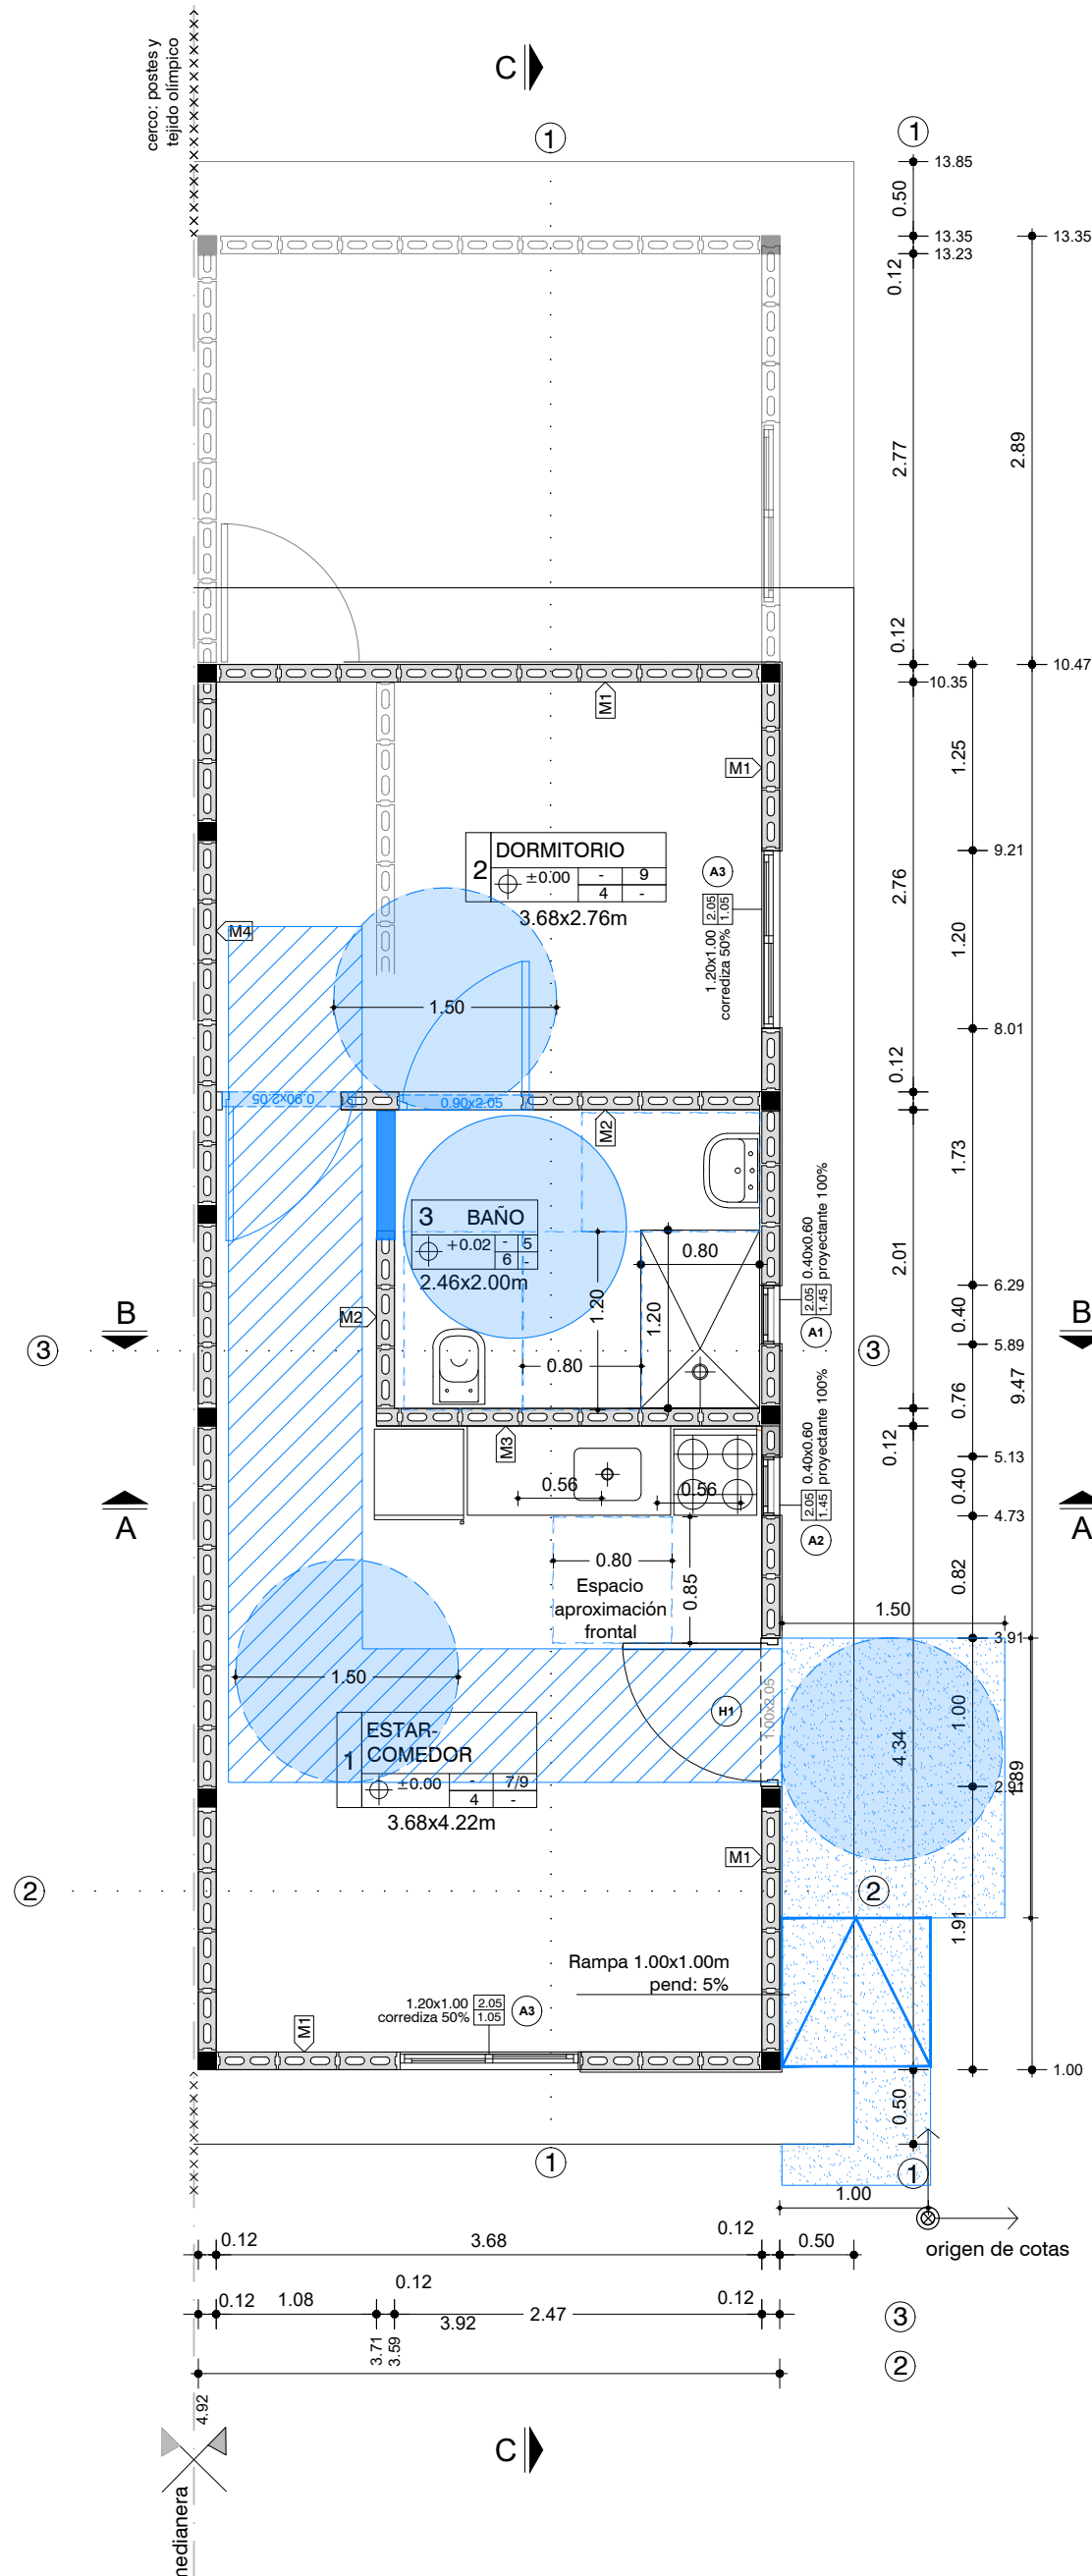 cerco: postes y
tejido olímpico
C
1
1
13.85
0.50
13.35
13.35
13.23
0.12
2.77
2.89
0.12
10.47
10.35
M1
M1
1.25
2
DORMITORIO
±0.00
-
9
4
-
3.68x2.76m
A3
2.05
1.05
1.20x1.00
corrediza 50%
9.21
2.76
1.20
M4
1.50
8.01
0.12
0.90x2.05
0.90x2.05
M2
1.73
3
BAÑO
+0.02
-
5
6
-
2.46x2.00m
0.80
1.20
1.20
0.80
2.05
1.45
0.40x0.60
proyectante 100%
A1
2.01
6.29
0.40
5.89
B
B
M2
3
3
9.47
0.76
M3
0.12
2.05
1.45
0.40x0.60
proyectante 100%
A2
5.13
0.40
4.73
0.56
0.56
A
A
0.80
Espacio
aproximación
frontal
0.85
0.82
1.50
3.91
1.50
H1
1.00x2.05
4.34
1.00
2.91
1.89
1
ESTAR-
COMEDOR
±0.00
-
7/9
4
-
3.68x4.22m
M1
2
2
1.91
Rampa 1.00x1.00m
pend: 5%
1.20x1.00
corrediza 50%
2.05
1.05
A3
M1
1.00
0.50
1
1
1.00
origen de cotas
0.12
3.68
0.12
0.50
0.12
1.08
0.12
3.92
2.47
0.12
3
3.71
3.59
2
4.92
C
medianera